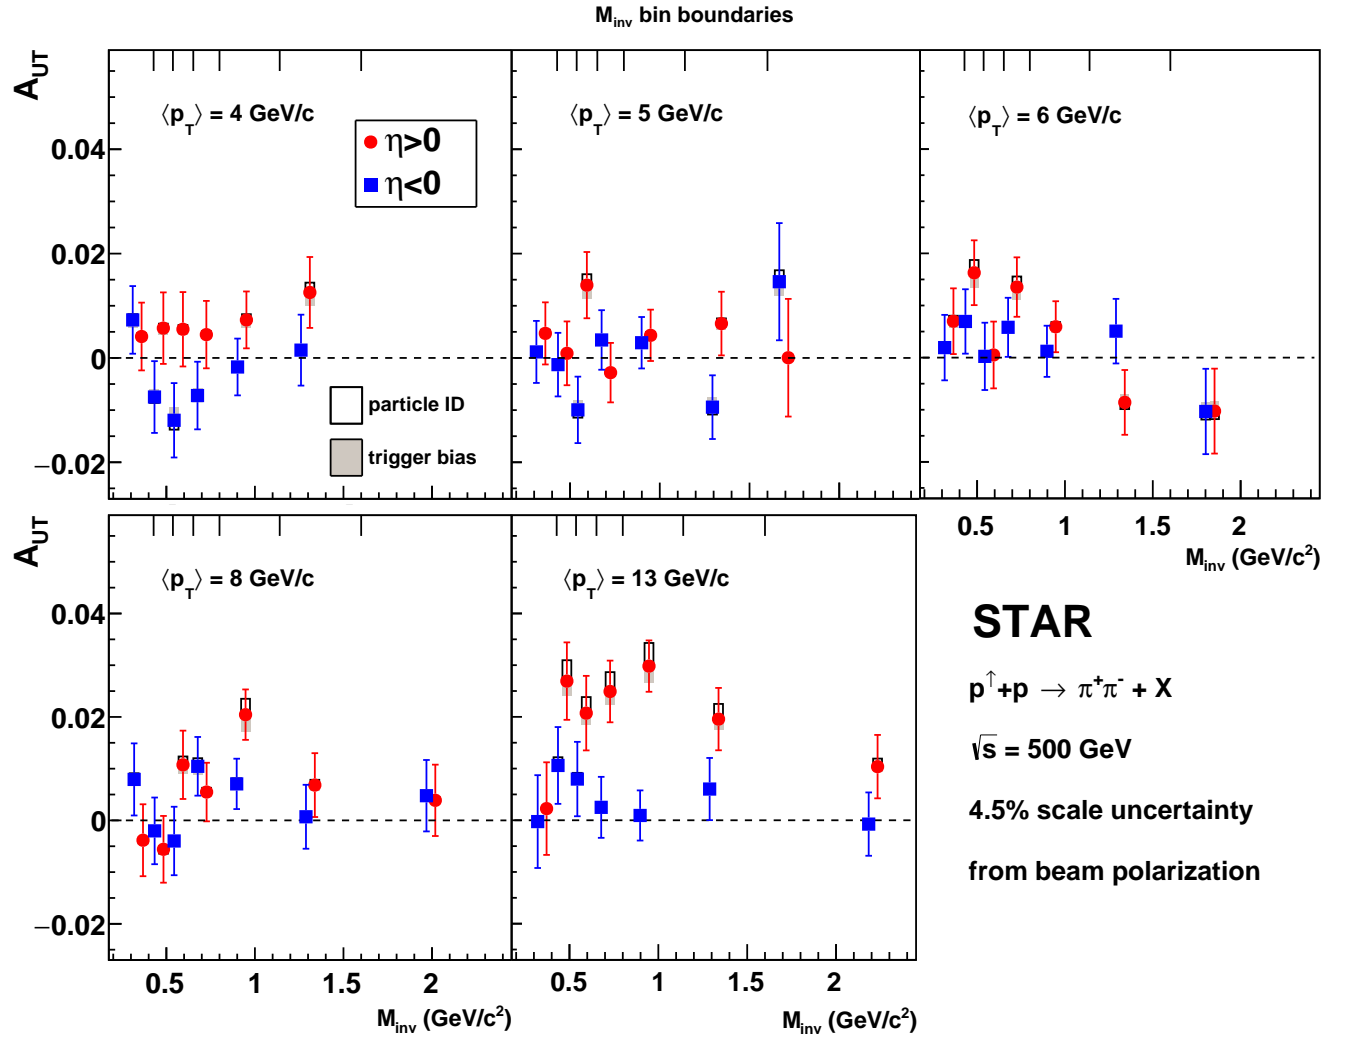 M_inv bin boundaries
A_UT
⟨p_T⟩ = 4 GeV/c
⟨p_T⟩ = 5 GeV/c
⟨p_T⟩ = 6 GeV/c
η>0
η<0
0.04
0.02
0
−0.02
particle ID
trigger bias
0.5 1 1.5 2
M_inv (GeV/c²)
A_UT
⟨p_T⟩ = 8 GeV/c
⟨p_T⟩ = 13 GeV/c
0.04
0.02
0
−0.02
0.5 1 1.5 2
0.5 1 1.5 2
M_inv (GeV/c²)
M_inv (GeV/c²)
STAR
p↑+p → π⁺π⁻ + X
√s = 500 GeV
4.5% scale uncertainty
from beam polarization